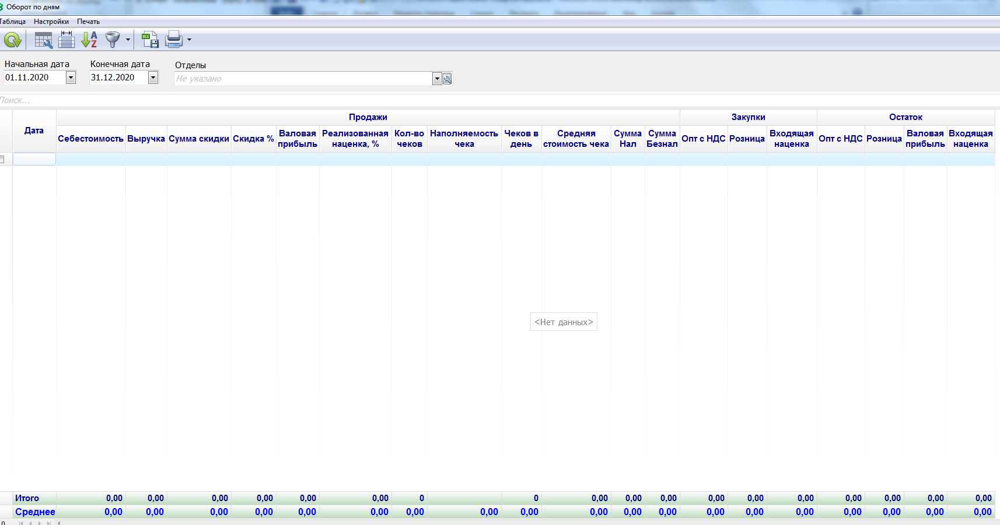 Оборот по дням
Таблица Настройки Печать
Начальная дата Конечная дата Отделы
01.11.2020 31.12.2020 Не указано
Поиск...
Дата Продажи Закупки Остаток
Себестоимость Выручка Сумма скидки Скидка % Валовая прибыль Реализованная наценка, % Кол-во чеков Наполняемость чека Чеков в день Средняя стоимость чека Сумма Нал Сумма Безнал Опт с НДС Розница Входящая наценка Опт с НДС Розница Валовая прибыль Входящая наценка
<Нет данных>
Итого 0,00 0,00 0,00 0,00 0,00 0,00 0 0 0,00 0,00 0,00 0,00 0,00 0,00 0,00 0,00 0,00 0,00
Среднее 0,00 0,00 0,00 0,00 0,00 0,00 0,00 0,00 0,00 0,00 0,00 0,00 0,00 0,00 0,00 0,00 0,00 0,00 0,00
0